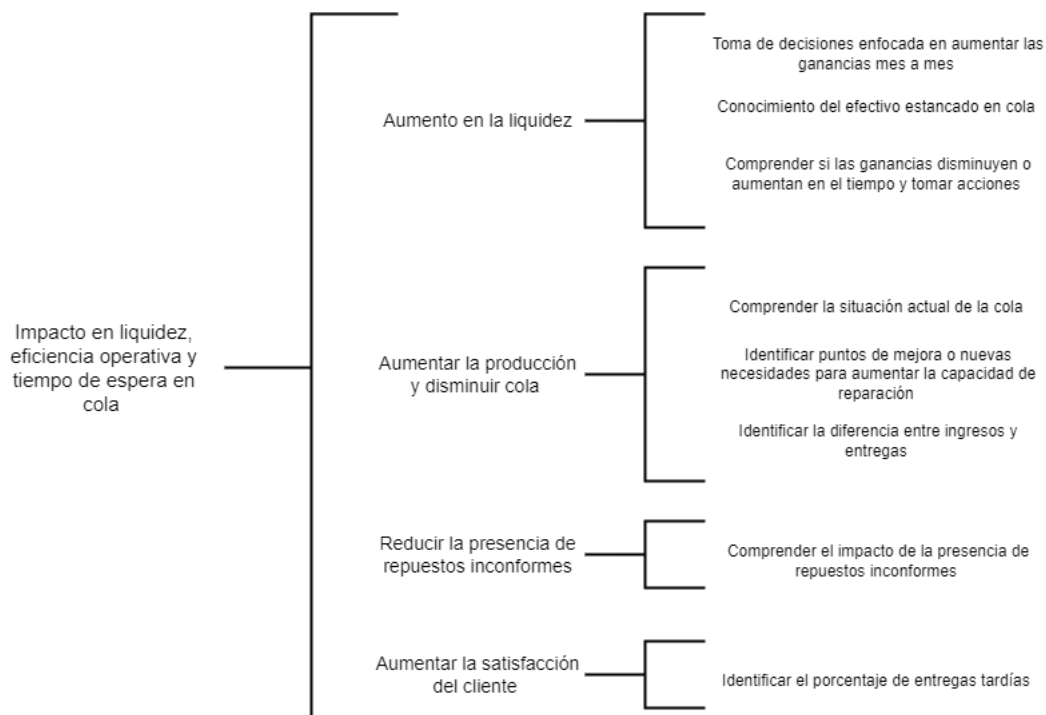 Impacto en liquidez,
eficiencia operativa y
tiempo de espera en
cola
Aumento en la liquidez
Toma de decisiones enfocada en aumentar las
ganancias mes a mes
Conocimiento del efectivo estancado en cola
Comprender si las ganancias disminuyen o
aumentan en el tiempo y tomar acciones
Aumentar la producción
y disminuir cola
Comprender la situación actual de la cola
Identificar puntos de mejora o nuevas
necesidades para aumentar la capacidad de
reparación
Identificar la diferencia entre ingresos y
entregas
Reducir la presencia de
repuestos inconformes
Comprender el impacto de la presencia de
repuestos inconformes
Aumentar la satisfacción
del cliente
Identificar el porcentaje de entregas tardías